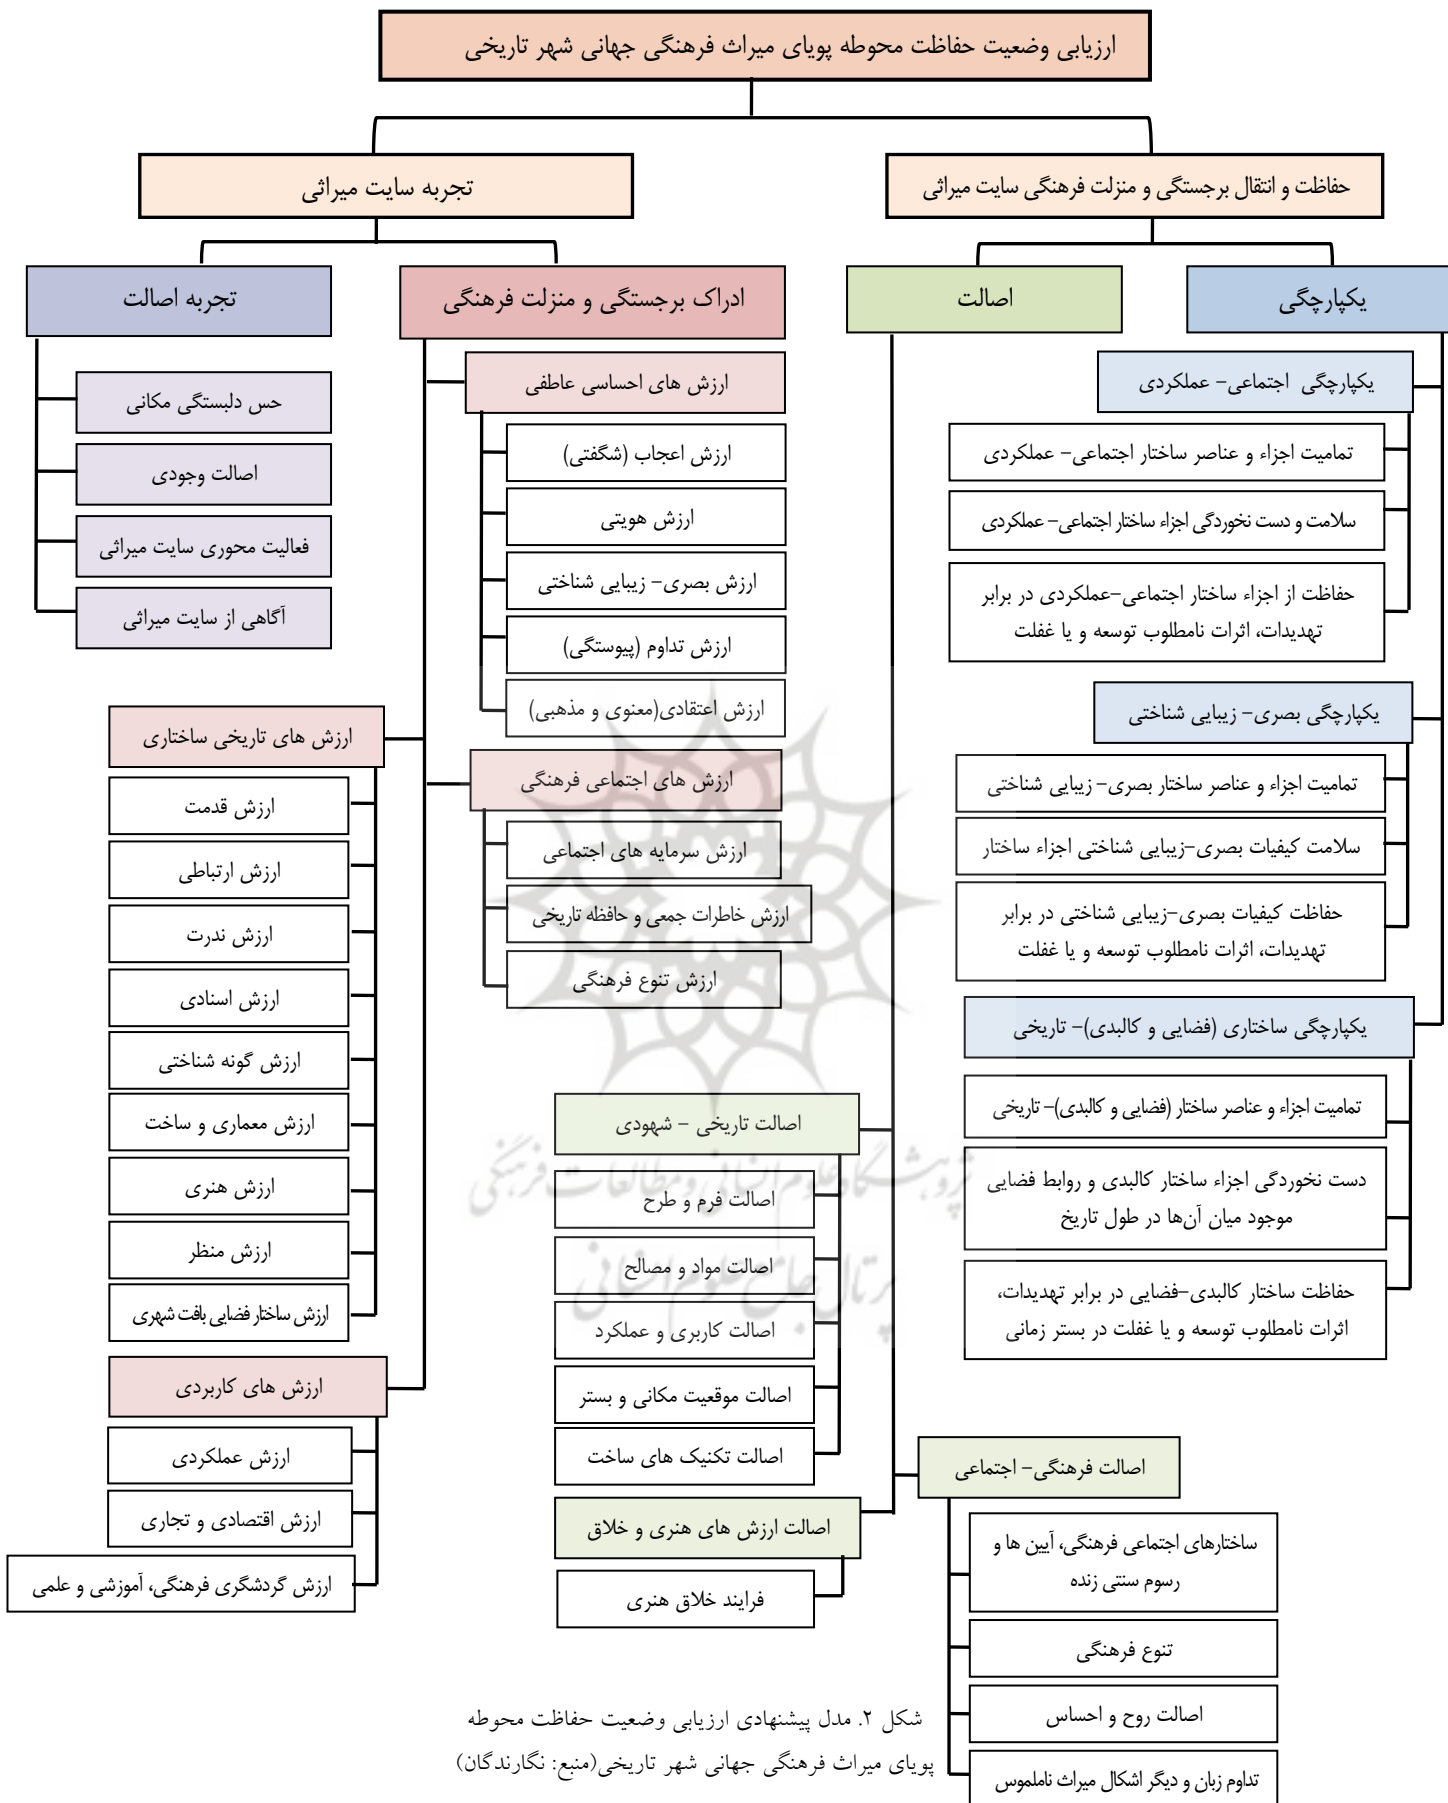 ارزیابی وضعیت حفاظت محوطه پویای میراث فرهنگی جهانی شهر تاریخی
حفاظت و انتقال برجستگی و منزلت فرهنگی سایت میراثی
تجربه سایت میراثی
یکپارچگی
اصالت
ادراک برجستگی و منزلت فرهنگی
تجربه اصالت
یکپارچگی اجتماعی- عملکردی
تمامیت اجزاء و عناصر ساختار اجتماعی- عملکردی
سلامت و دست نخوردگی اجزاء ساختار اجتماعی- عملکردی
حفاظت از اجزاء ساختار اجتماعی-عملکردی در برابر
تهدیدات، اثرات نامطلوب توسعه و یا غفلت
یکپارچگی بصری- زیبایی شناختی
تمامیت اجزاء و عناصر ساختار بصری- زیبایی شناختی
سلامت کیفیات بصری-زیبایی شناختی اجزاء ساختار
حفاظت کیفیات بصری-زیبایی شناختی در برابر
تهدیدات، اثرات نامطلوب توسعه و یا غفلت
یکپارچگی ساختاری (فضایی و کالبدی)- تاریخی
تمامیت اجزاء و عناصر ساختار (فضایی و کالبدی)- تاریخی
دست نخوردگی اجزاء ساختار کالبدی و روابط فضایی
موجود میان آن‌ها در طول تاریخ
حفاظت ساختار کالبدی-فضایی در برابر تهدیدات،
اثرات نامطلوب توسعه و یا غفلت در بستر زمانی
اصالت تاریخی - شهودی
اصالت فرم و طرح
اصالت مواد و مصالح
اصالت کاربری و عملکرد
اصالت موقعیت مکانی و بستر
اصالت تکنیک های ساخت
اصالت فرهنگی- اجتماعی
ساختارهای اجتماعی فرهنگی، آیین ها و
رسوم سنتی زنده
تنوع فرهنگی
اصالت روح و احساس
تداوم زبان و دیگر اشکال میراث ناملموس
اصالت ارزش های هنری و خلاق
فرایند خلاق هنری
ارزش های احساسی عاطفی
ارزش اعجاب (شگفتی)
ارزش هویتی
ارزش بصری- زیبایی شناختی
ارزش تداوم (پیوستگی)
ارزش اعتقادی(معنوی و مذهبی)
ارزش های اجتماعی فرهنگی
ارزش سرمایه های اجتماعی
ارزش خاطرات جمعی و حافظه تاریخی
ارزش تنوع فرهنگی
ارزش های تاریخی ساختاری
ارزش قدمت
ارزش ارتباطی
ارزش ندرت
ارزش اسنادی
ارزش گونه شناختی
ارزش معماری و ساخت
ارزش هنری
ارزش منظر
ارزش ساختار فضایی بافت شهری
ارزش های کاربردی
ارزش عملکردی
ارزش اقتصادی و تجاری
ارزش گردشگری فرهنگی، آموزشی و علمی
حس دلبستگی مکانی
اصالت وجودی
فعالیت محوری سایت میراثی
آگاهی از سایت میراثی
پژوهشگاه علوم انسانی و مطالعات فرهنگی
پرتال جامع علوم انسانی
شکل ۲. مدل پیشنهادی ارزیابی وضعیت حفاظت محوطه
پویای میراث فرهنگی جهانی شهر تاریخی(منبع: نگارندگان)